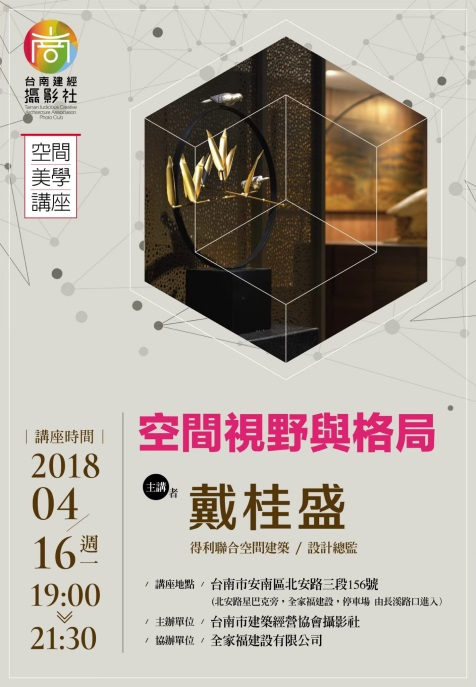 台南建經
攝影社
Tainan
Architecture
Photo Club
空間
美學
講座
空間視野與格局
講座時間
2018
04/
16週一
19:00
21:30
主講者
戴桂盛
得利聯合空間建築 / 設計總監
/ 講座地點 / 台南市安南區北安路三段156號
(北安路星巴克旁，全家福建設，停車場 由長溪路口進入)
/ 主辦單位 / 台南市建築經營協會攝影社
/ 協辦單位 / 全家福建設有限公司